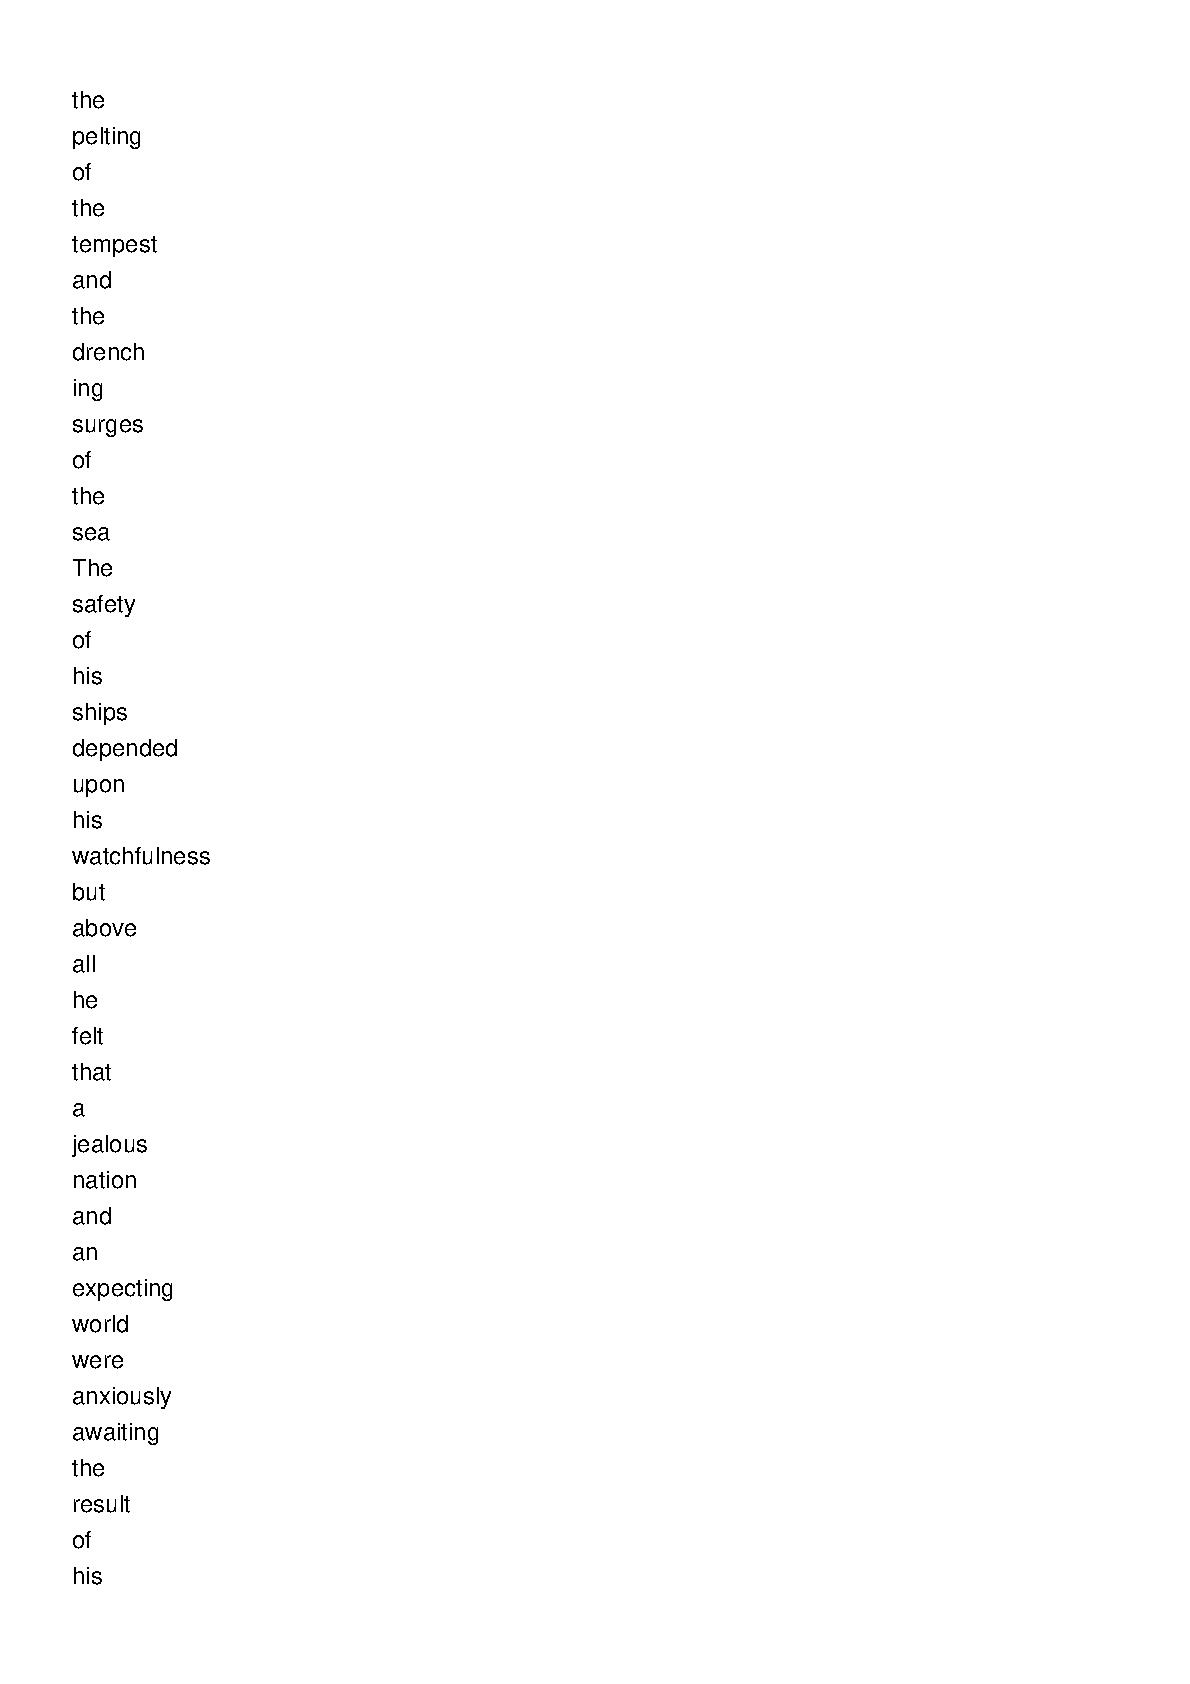 the
pelting
of
the
tempest
and
the
drench
ing
surges
of
the
sea
The
safety
of
his
ships
depended
upon
his
watchfulness
but
above
all
he
felt
that
a
jealous
nation
and
an
expecting
world
were
anxiously
awaiting
the
result
of
his